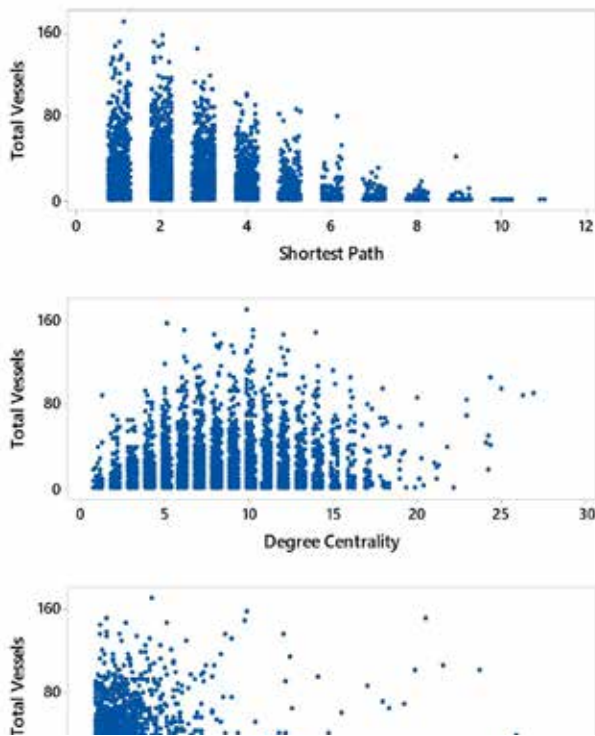 160
80
0
Total Vessels
0 2 4 6 8 10 12
Shortest Path
160
80
0
Total Vessels
0 5 10 15 20 25 30
Degree Centrality
160
80
Total Vessels